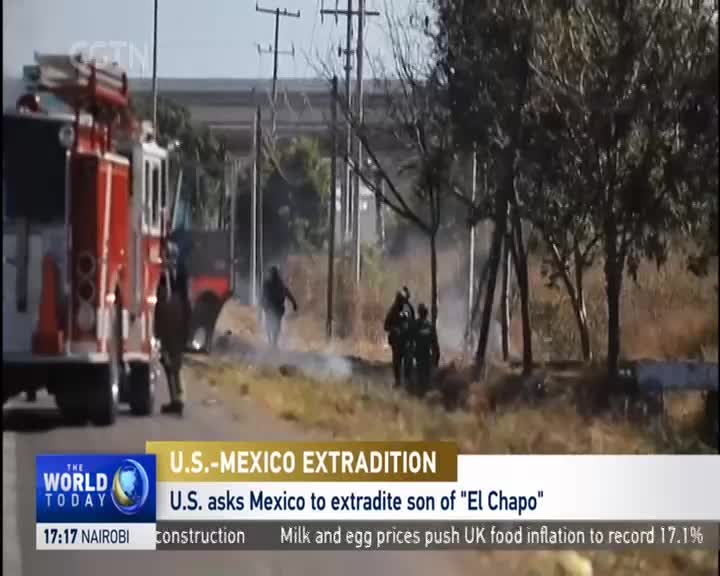 CGTN
U.S.-MEXICO EXTRADITION
THE
WORLD
TODAY
U.S. asks Mexico to extradite son of "El Chapo"
17:17 NAIROBI
construction Milk and egg prices push UK food inflation to record 17.1%